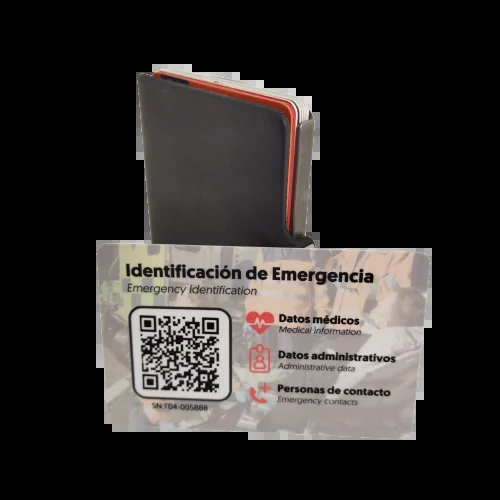 Identificación de Emergencia
Emergency Identification
Datos médicos
Medical information
Datos administrativos
Administrative data
Personas de contacto
Emergency contacts
SN T04-005888